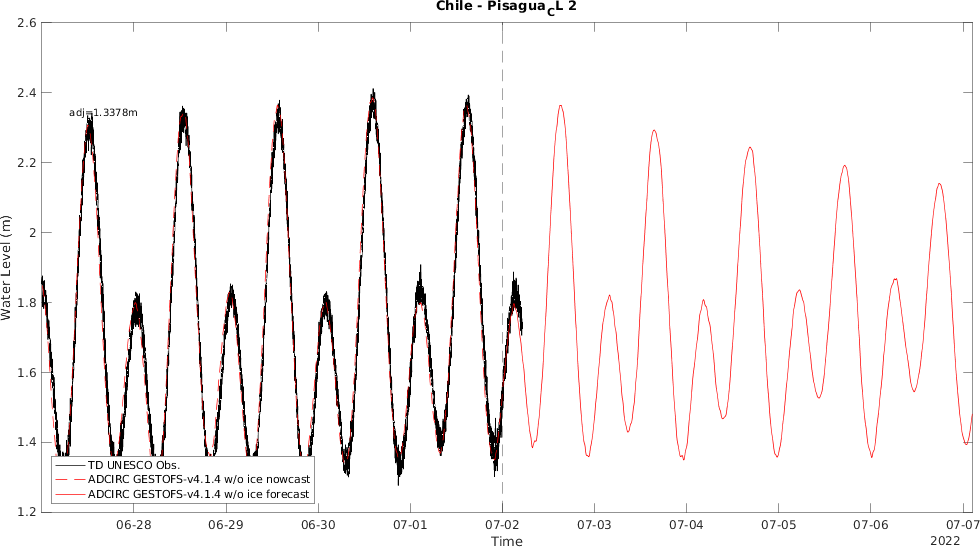 Chile - Pisagua_CL 2
2.6
2.4
2.2
2
1.8
1.6
1.4
1.2
Water Level (m)
adj=1.3378m
TD UNESCO Obs.
ADCIRC GESTOFS-v4.1.4 w/o ice nowcast
ADCIRC GESTOFS-v4.1.4 w/o ice forecast
06-28 06-29 06-30 07-01 07-02 07-03 07-04 07-05 07-06 07-07
Time
2022